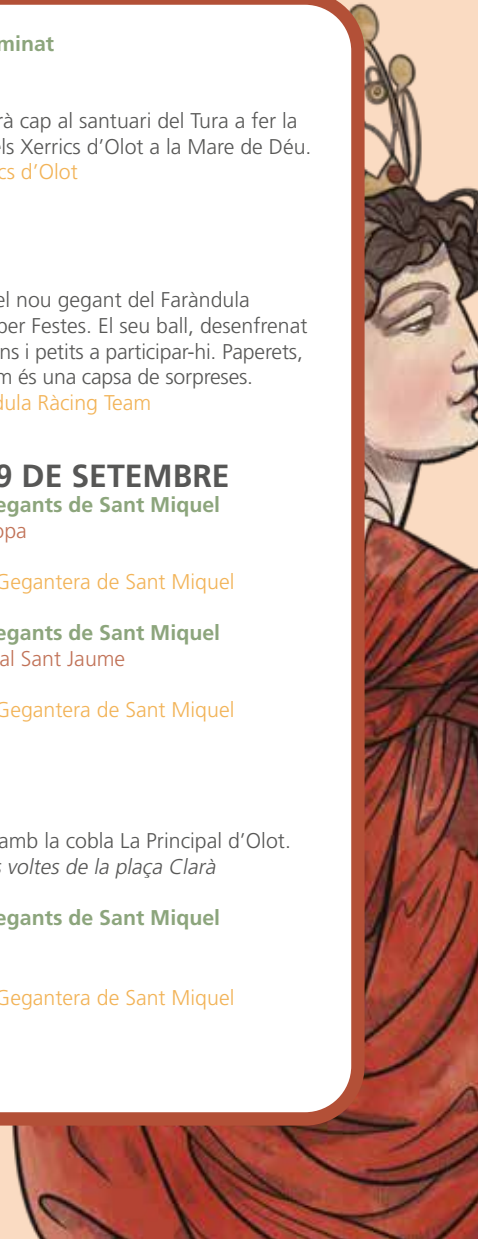 minat
rà cap al santuari del Tura a fer la
els Xerrics d’Olot a la Mare de Déu.
cs d’Olot
el nou gegant del Faràndula
per Festes. El seu ball, desenfrenat
ns i petits a participar-hi. Paperets,
m és una capsa de sorpreses.
dula Ràcing Team
9 DE SETEMBRE
egants de Sant Miquel
opa
Gegantera de Sant Miquel
egants de Sant Miquel
al Sant Jaume
Gegantera de Sant Miquel
amb la cobla La Principal d’Olot.
s voltes de la plaça Clarà
egants de Sant Miquel
Gegantera de Sant Miquel